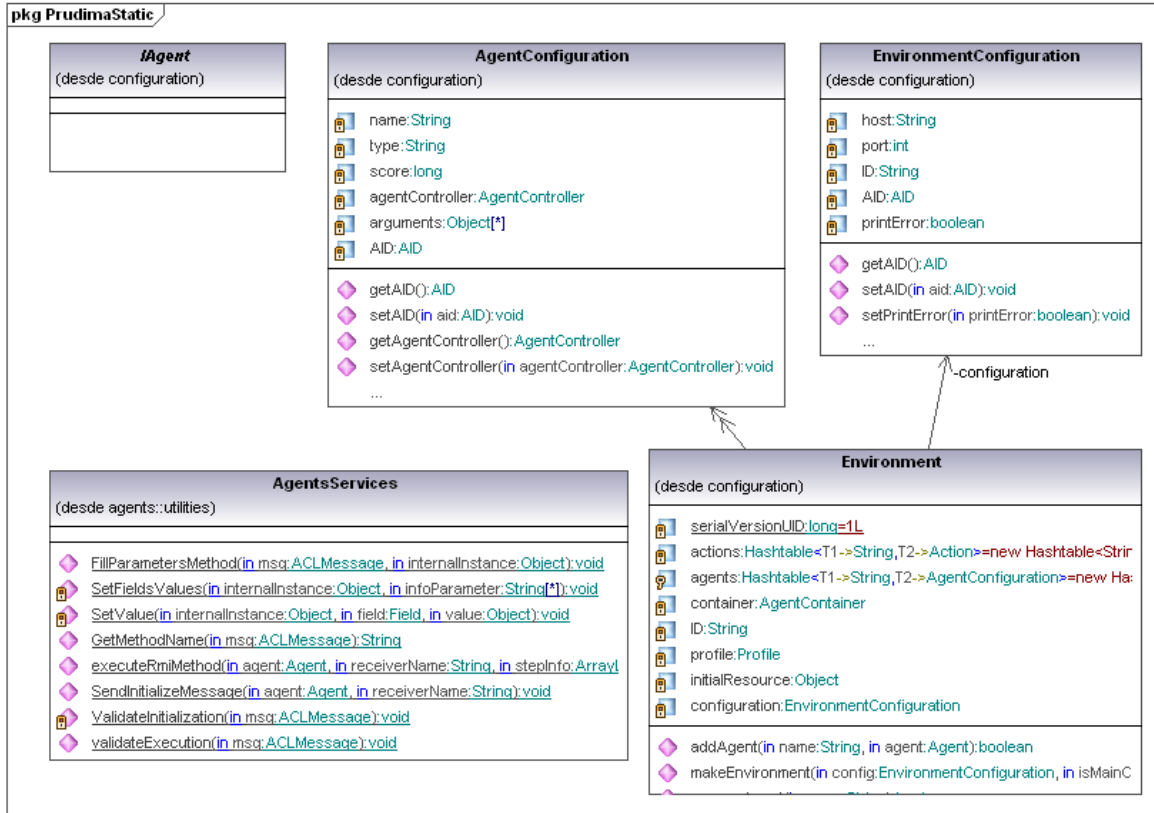 pkg PrudimaStatic
iAgent
(desde configuration)
AgentConfiguration
(desde configuration)
name:String
type:String
score:long
agentController:AgentController
arguments:Object[*]
AID:AID
getAID():AID
setAID(in aid:AID):void
getAgentController():AgentController
setAgentController(in agentController:AgentController):void
...
EnvironmentConfiguration
(desde configuration)
host:String
port:int
ID:String
AID:AID
printError:boolean
getAID():AID
setAID(in aid:AID):void
setPrintError(in printError:boolean):void
...
-configuration
AgentsServices
(desde agents::utilities)
FillParametersMethod(in msg:ACLMessage, in internalInstance:Object):void
SetFieldsValues(in internalInstance:Object, in infoParameter:String[*]):void
SetValue(in internalInstance:Object, in field:Field, in value:Object):void
GetMethodName(in msg:ACLMessage):String
executeRmiMethod(in agent:Agent, in receiverName:String, in stepInfo:Arrayl
SendInitializeMessage(in agent:Agent, in receiverName:String):void
ValidateInitialization(in msg:ACLMessage):void
validateExecution(in msg:ACLMessage):void
Environment
(desde configuration)
serialVersionUID:long=1L
actions:Hashtable<T1->String,T2->Action>=new Hashtable<Strin
agents:Hashtable<T1->String,T2->AgentConfiguration>=new Ha
container:AgentContainer
ID:String
profile:Profile
initialResource:Object
configuration:EnvironmentConfiguration
addAgent(in name:String, in agent:Agent):boolean
makeEnvironment(in config:EnvironmentConfiguration, in isMainC